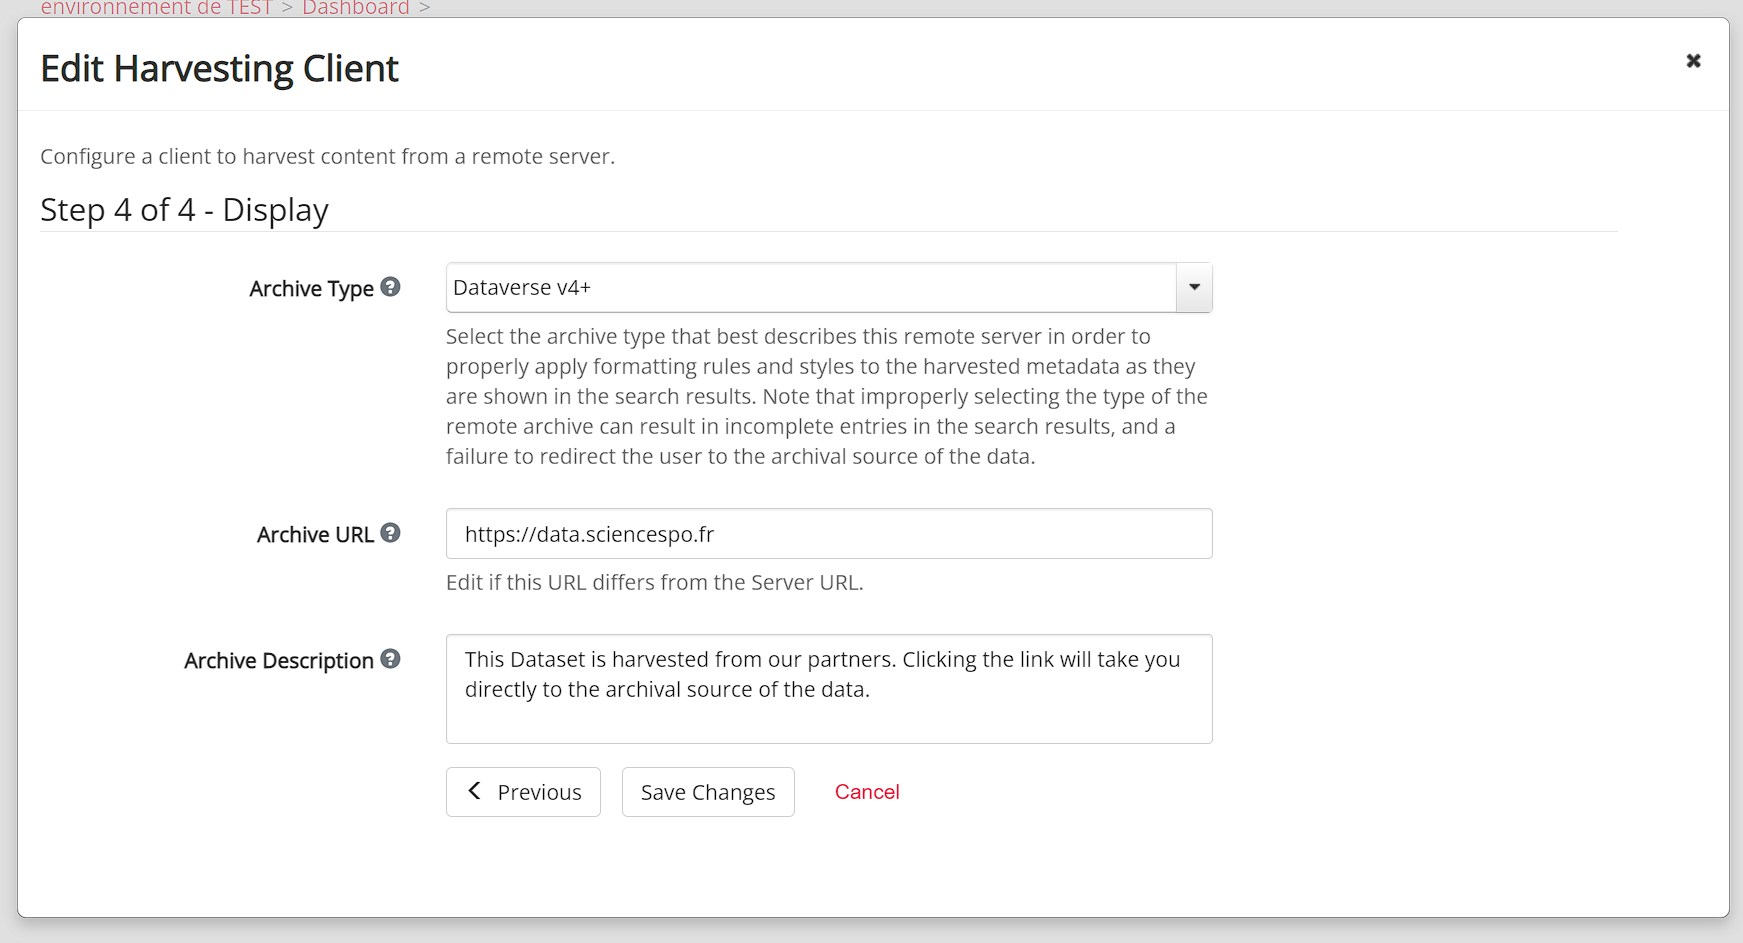 environnement de TEST > Dashboard >
Edit Harvesting Client
Configure a client to harvest content from a remote server.
Step 4 of 4 - Display
Archive Type
Dataverse v4+
Select the archive type that best describes this remote server in order to
properly apply formatting rules and styles to the harvested metadata as they
are shown in the search results. Note that improperly selecting the type of the
remote archive can result in incomplete entries in the search results, and a
failure to redirect the user to the archival source of the data.
Archive URL
https://data.sciencespo.fr
Edit if this URL differs from the Server URL.
Archive Description
This Dataset is harvested from our partners. Clicking the link will take you
directly to the archival source of the data.
Previous Save Changes Cancel